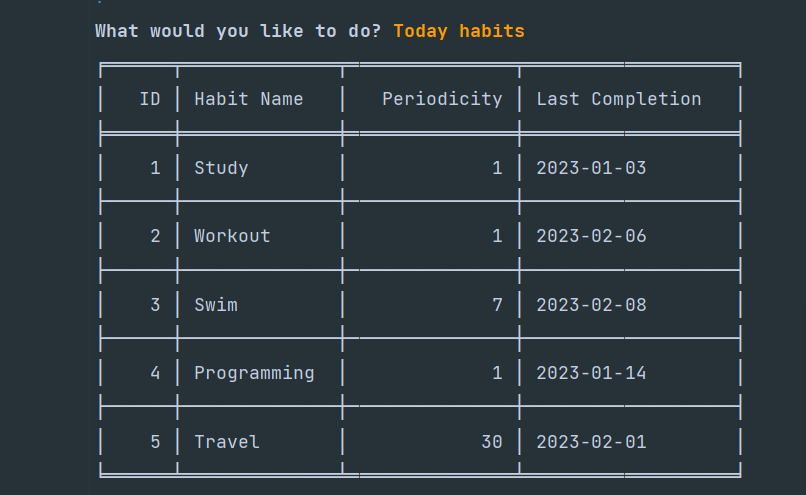 What would you like to do? Today habits
ID Habit Name Periodicity Last Completion
1 Study 1 2023-01-03
2 Workout 1 2023-02-06
3 Swim 7 2023-02-08
4 Programming 1 2023-01-14
5 Travel 30 2023-02-01